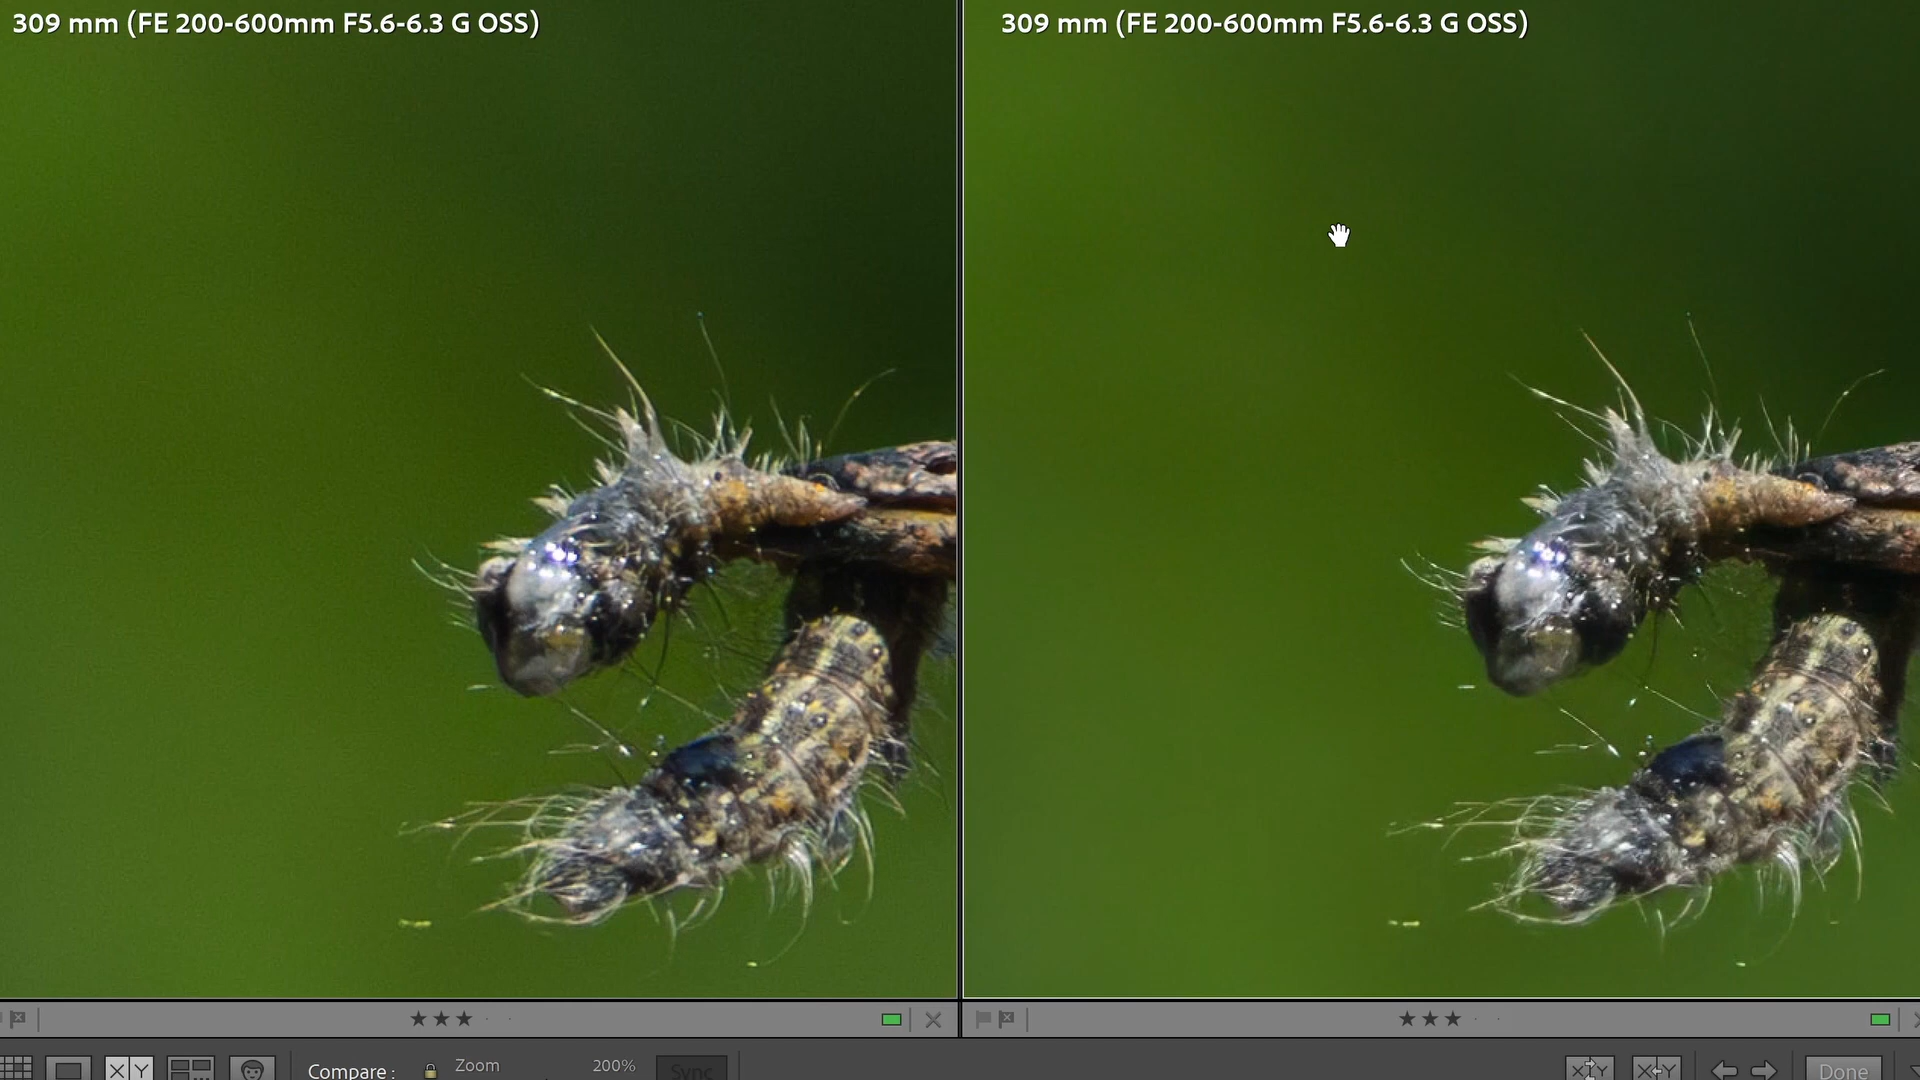 309 mm (FE 200-600mm F5.6-6.3 G OSS)
309 mm (FE 200-600mm F5.6-6.3 G OSS)
X Y
Compare :
Zoom
200%
Sync
X Y
X Y
Done